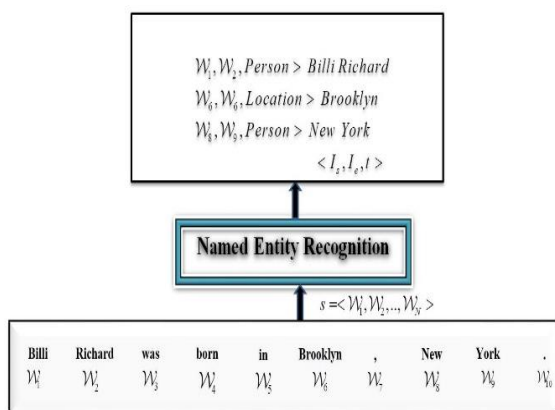 W₁, W₂, Person > Billi Richard
W₆, W₆, Location > Brooklyn
W₈, W₉, Person > New York
< Iₛ, Iₑ, t >
Named Entity Recognition
s =< W₁, W₂,.., W_N >
Billi Richard was born in Brooklyn , New York .
W₁ W₂ W₃ W₄ W₅ W₆ W₇ W₈ W₉ W₁₀